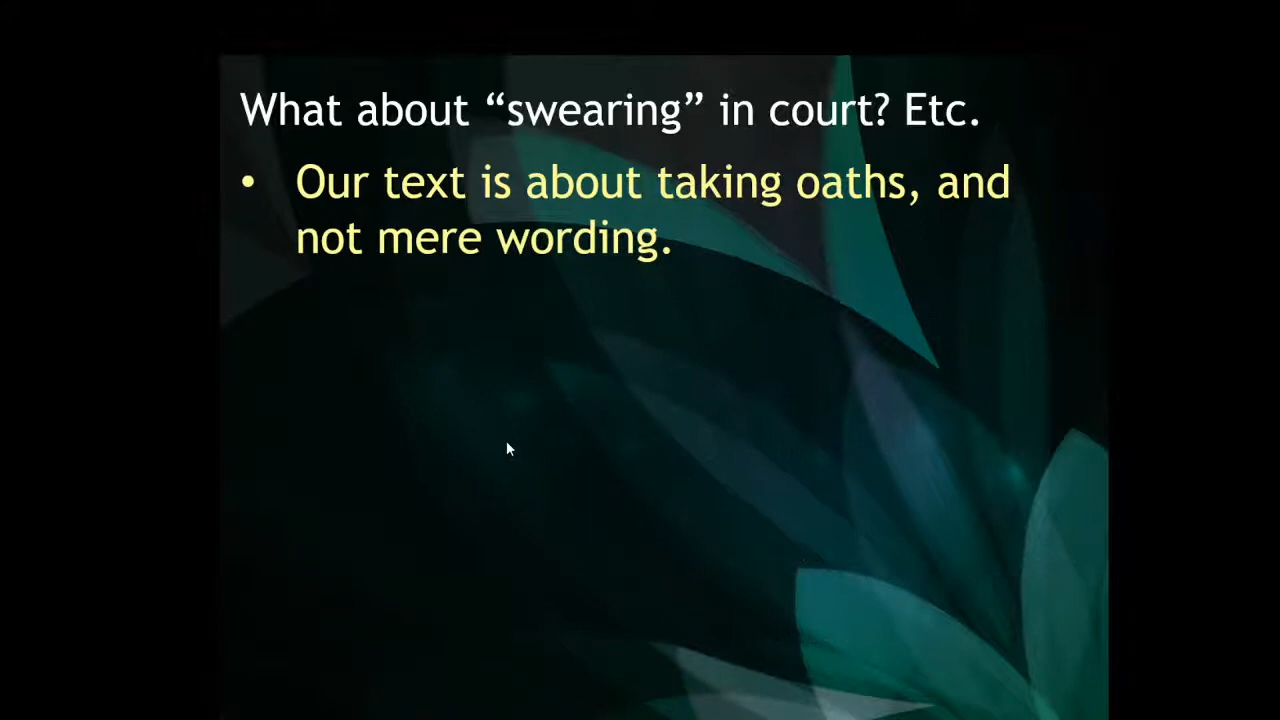 What about “swearing” in court? Etc.
• Our text is about taking oaths, and
not mere wording.